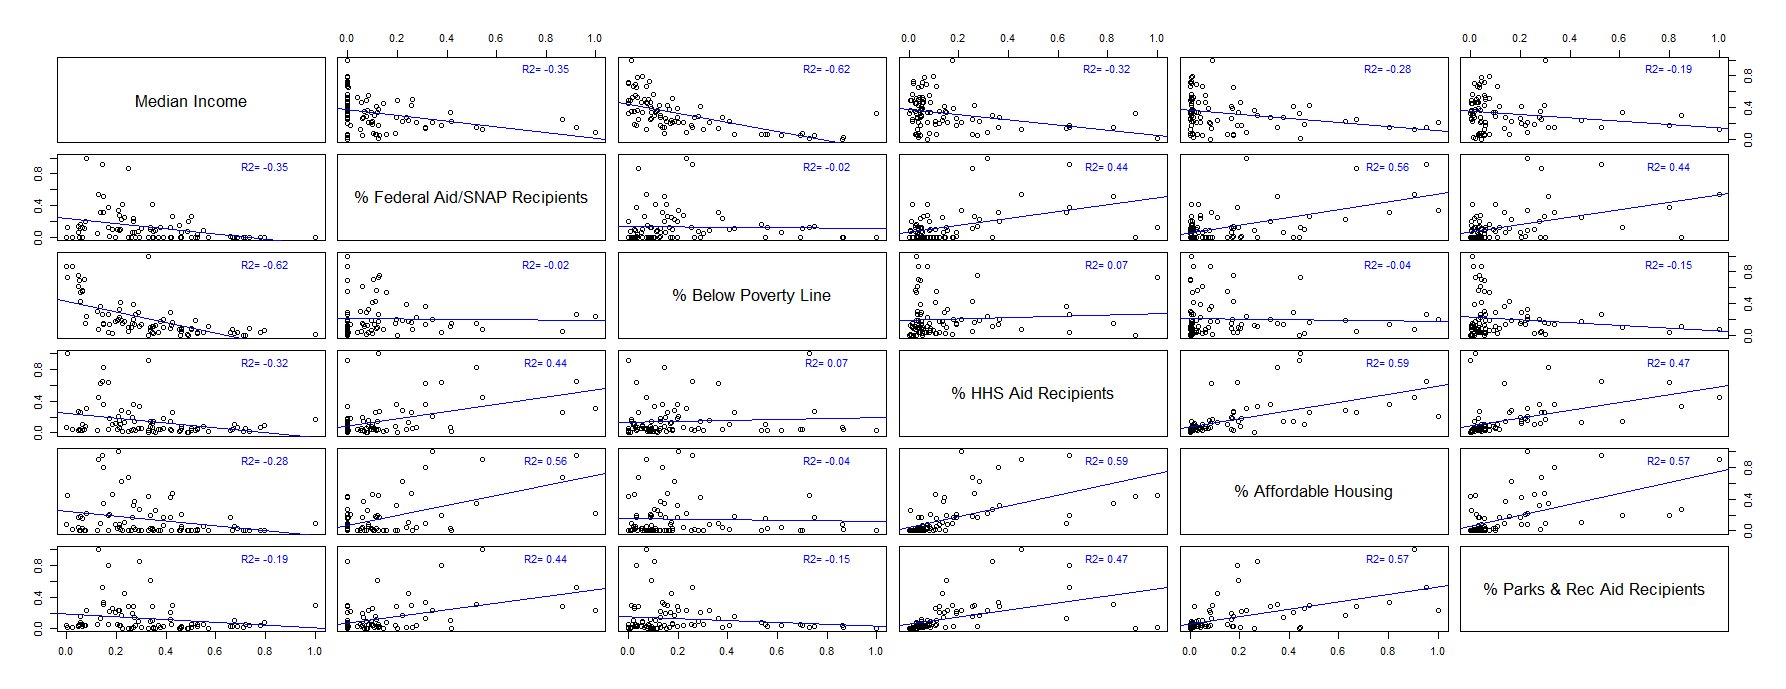 0.0 0.2 0.4 0.6 0.8 1.0 0.0 0.2 0.4 0.6 0.8 1.0 0.0 0.2 0.4 0.6 0.8 1.0
Median Income R2= -0.35 R2= -0.62 R2= -0.32 R2= -0.28 R2= -0.19 0.0 0.4 0.8
0.0 0.4 0.8 R2= -0.35 % Federal Aid/SNAP Recipients R2= -0.02 R2= 0.44 R2= 0.56 R2= 0.44
R2= -0.62 R2= -0.02 % Below Poverty Line R2= 0.07 R2= -0.04 R2= -0.15 0.0 0.4 0.8
0.0 0.4 0.8 R2= -0.32 R2= 0.44 R2= 0.07 % HHS Aid Recipients R2= 0.59 R2= 0.47
R2= -0.28 R2= 0.56 R2= -0.04 R2= 0.59 % Affordable Housing R2= 0.57 0.0 0.4 0.8
0.0 0.4 0.8 R2= -0.19 R2= 0.44 R2= -0.15 R2= 0.47 R2= 0.57 % Parks & Rec Aid Recipients
0.0 0.2 0.4 0.6 0.8 1.0 0.0 0.2 0.4 0.6 0.8 1.0 0.0 0.2 0.4 0.6 0.8 1.0